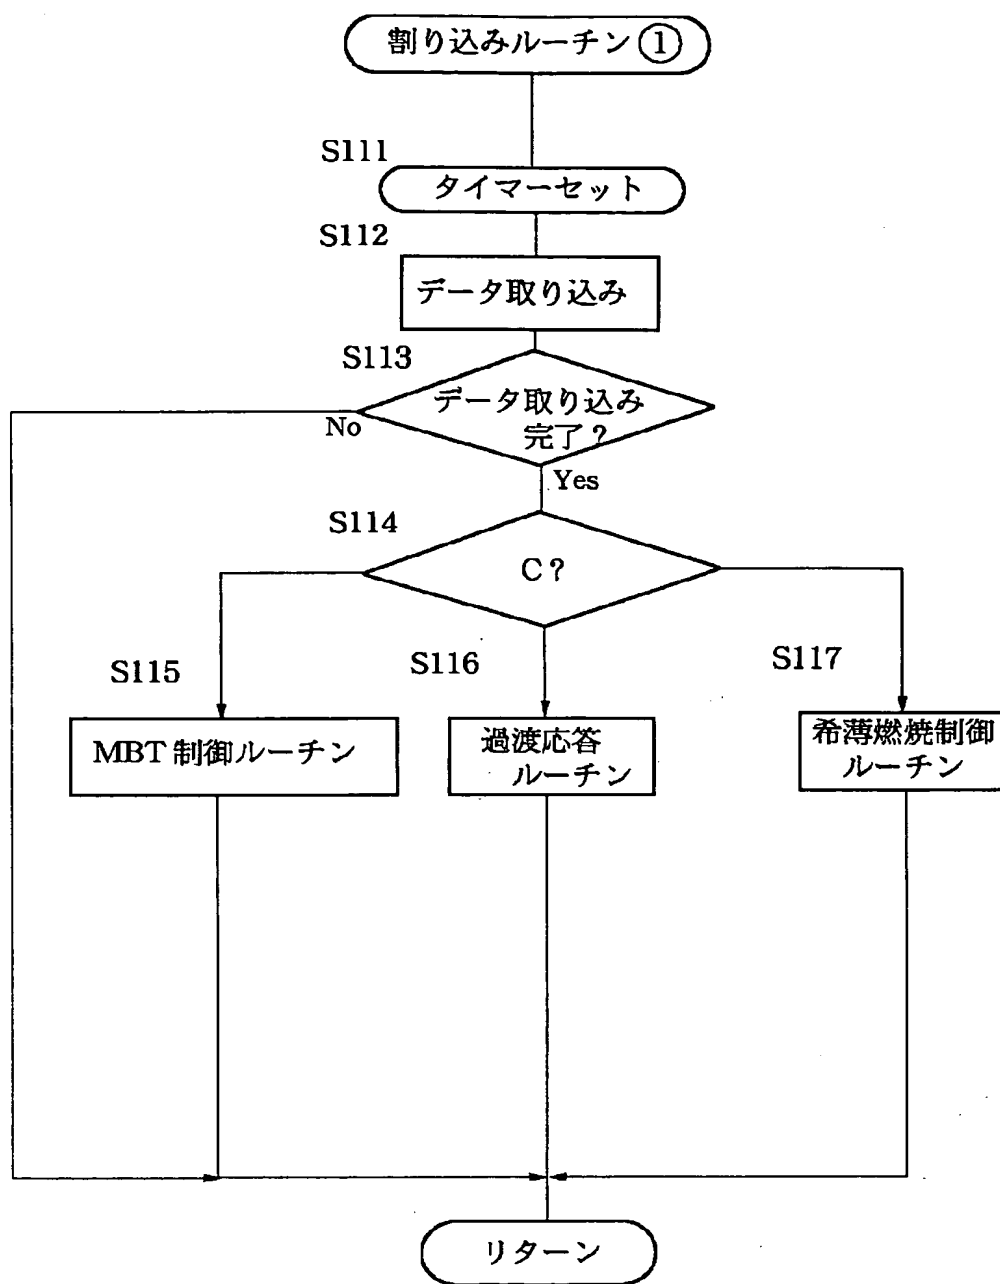 割り込みルーチン①
S111
タイマーセット
S112
データ取り込み
S113
データ取り込み
完了？
No
Yes
S114
C？
S115
S116
S117
MBT 制御ルーチン
過渡応答
ルーチン
希薄燃焼制御
ルーチン
リターン